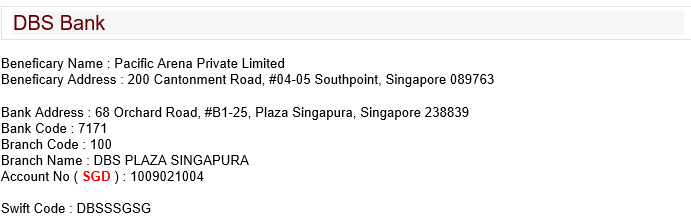 DBS Bank
Beneficary Name : Pacific Arena Private Limited
Beneficary Address : 200 Cantonment Road, #04-05 Southpoint, Singapore 089763
Bank Address : 68 Orchard Road, #B1-25, Plaza Singapura, Singapore 238839
Bank Code : 7171
Branch Code : 100
Branch Name : DBS PLAZA SINGAPURA
Account No ( SGD ) : 1009021004
Swift Code : DBSSSGSG